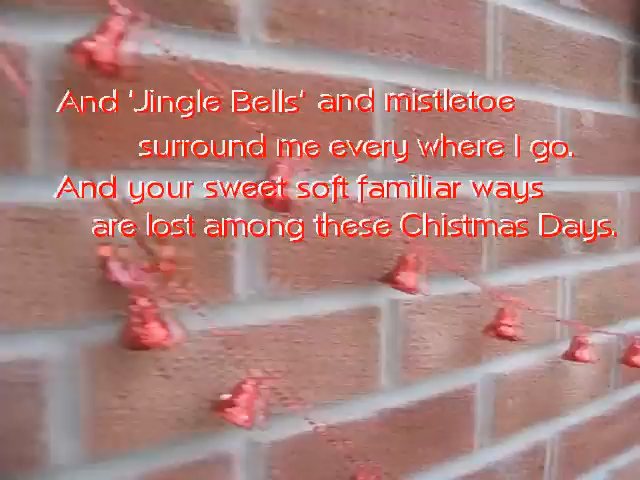 And 'Jingle Bells' and mistletoe
surround me every where I go.
And your sweet soft familiar ways
are lost among these Chistmas Days.